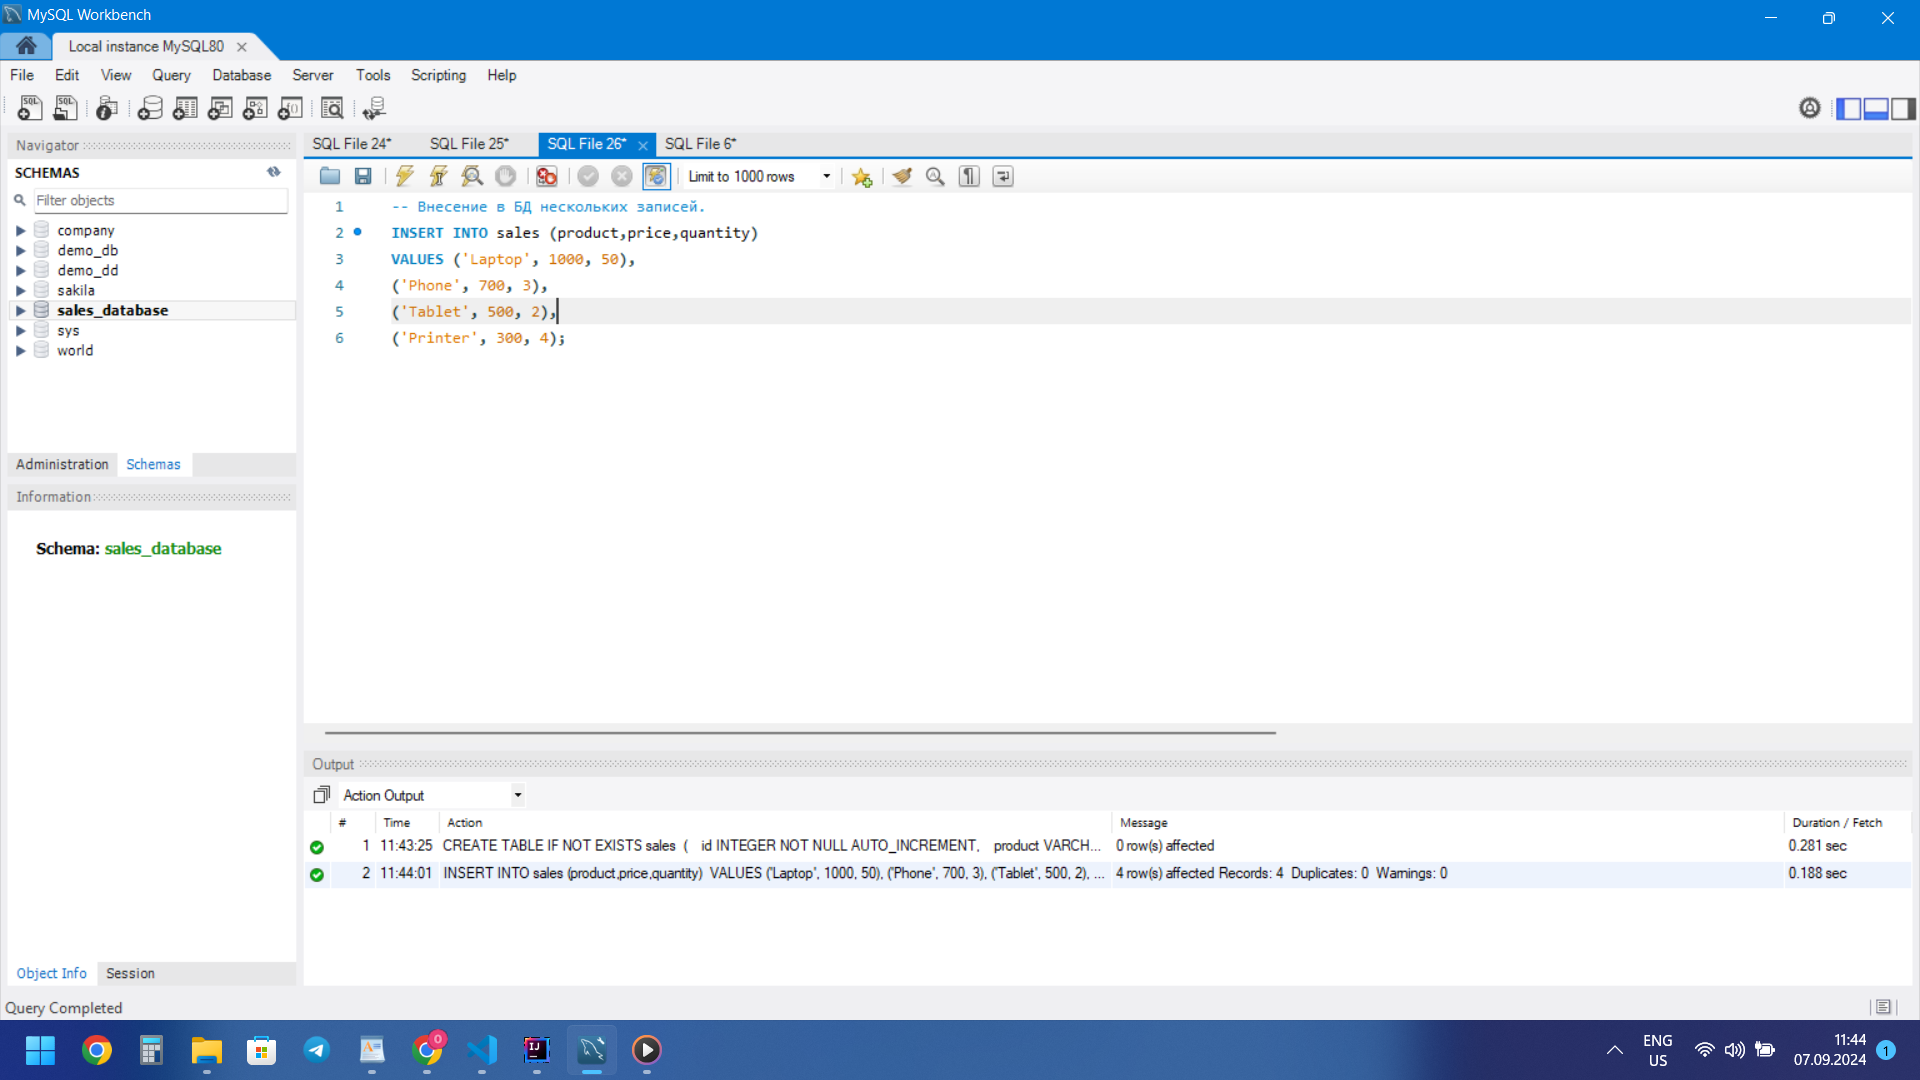 MySQL Workbench
Local instance MySQL80
File Edit View Query Database Server Tools Scripting Help
Navigator
SCHEMAS
Filter objects
company
demo_db
demo_dd
sakila
sales_database
sys
world
Administration Schemas
Information
Schema: sales_database
Object Info Session
SQL File 24* SQL File 25* SQL File 26* SQL File 6*
Limit to 1000 rows
1 -- Внесение в БД нескольких записей.
2 INSERT INTO sales (product,price,quantity)
3 VALUES ('Laptop', 1000, 50),
4 ('Phone', 700, 3),
5 ('Tablet', 500, 2),
6 ('Printer', 300, 4);
Output
Action Output
# Time Action Message Duration / Fetch
1 11:43:25 CREATE TABLE IF NOT EXISTS sales ( id INTEGER NOT NULL AUTO_INCREMENT, product VARCH... 0 row(s) affected 0.281 sec
2 11:44:01 INSERT INTO sales (product,price,quantity) VALUES ('Laptop', 1000, 50), ('Phone', 700, 3), ('Tablet', 500, 2), ... 4 row(s) affected Records: 4 Duplicates: 0 Warnings: 0 0.188 sec
Query Completed
0
IJ
ENG
US
11:44
07.09.2024
1